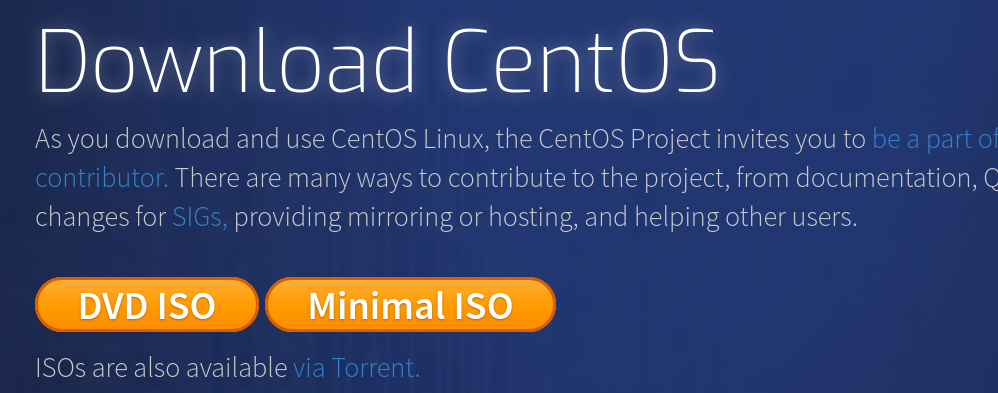 Download CentOS
As you download and use CentOS Linux, the CentOS Project invites you to be a part of
contributor. There are many ways to contribute to the project, from documentation, Q
changes for SIGs, providing mirroring or hosting, and helping other users.
DVD ISO Minimal ISO
ISOs are also available via Torrent.